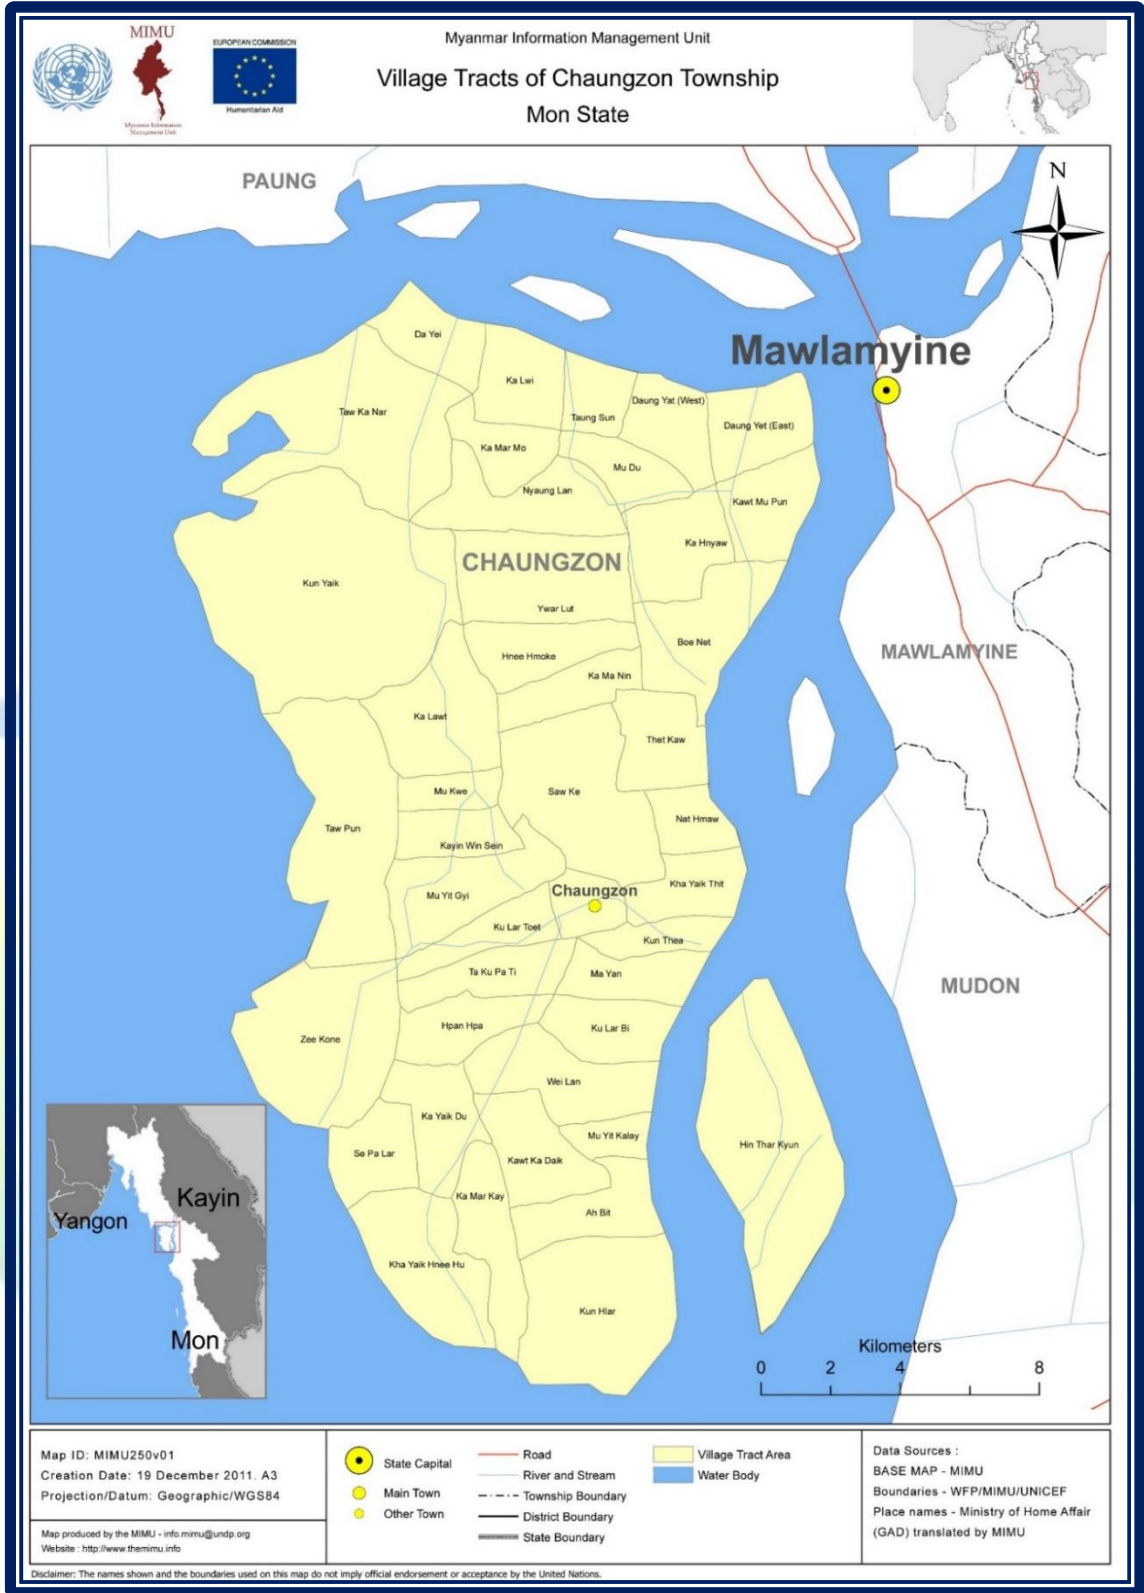 MIMU
Myanmar Information
Management Unit
EUROPEAN COMMISSION
Humanitarian Aid
Myanmar Information Management Unit
Village Tracts of Chaungzon Township
Mon State
PAUNG
N
Mawlamyine
Da Yei
Ka Lwi
Taw Ka Nar
Taung Sun
Daung Yat (West)
Daung Yet (East)
Ka Mar Mo
Mu Du
Nyaung Lan
Kawt Mu Pun
Ka Hnyaw
CHAUNGZON
Kun Yaik
Ywar Lut
Boe Net
MAWLAMYINE
Hnee Hmoke
Ka Ma Nin
Ka Lawt
Thet Kaw
Mu Kwe
Saw Ke
Nat Hmaw
Taw Pun
Kayin Win Sein
Kha Yaik Thit
Chaungzon
Mu Yit Gyi
Ku Lar Toet
Kun Thea
Ta Ku Pa Ti
Ma Yan
MUDON
Hpan Hpa
Ku Lar Bi
Zee Kone
Wei Lan
Ka Yaik Du
Mu Yit Kalay
Hin Thar Kyun
Se Pa Lar
Kawt Ka Daik
Ka Mar Kay
Ah Bit
Kha Yaik Hnee Hu
Kun Hlar
Kayin
Yangon
Mon
Kilometers
0 2 4 8
Map ID: MIMU250v01
Creation Date: 19 December 2011. A3
Projection/Datum: Geographic/WGS84
Map produced by the MIMU - info.mimu@undp.org
Website : http://www.themimu.info
State Capital
Main Town
Other Town
Road
River and Stream
Township Boundary
District Boundary
State Boundary
Village Tract Area
Water Body
Data Sources :
BASE MAP - MIMU
Boundaries - WFP/MIMU/UNICEF
Place names - Ministry of Home Affair
(GAD) translated by MIMU
Disclaimer: The names shown and the boundaries used on this map do not imply official endorsement or acceptance by the United Nations.